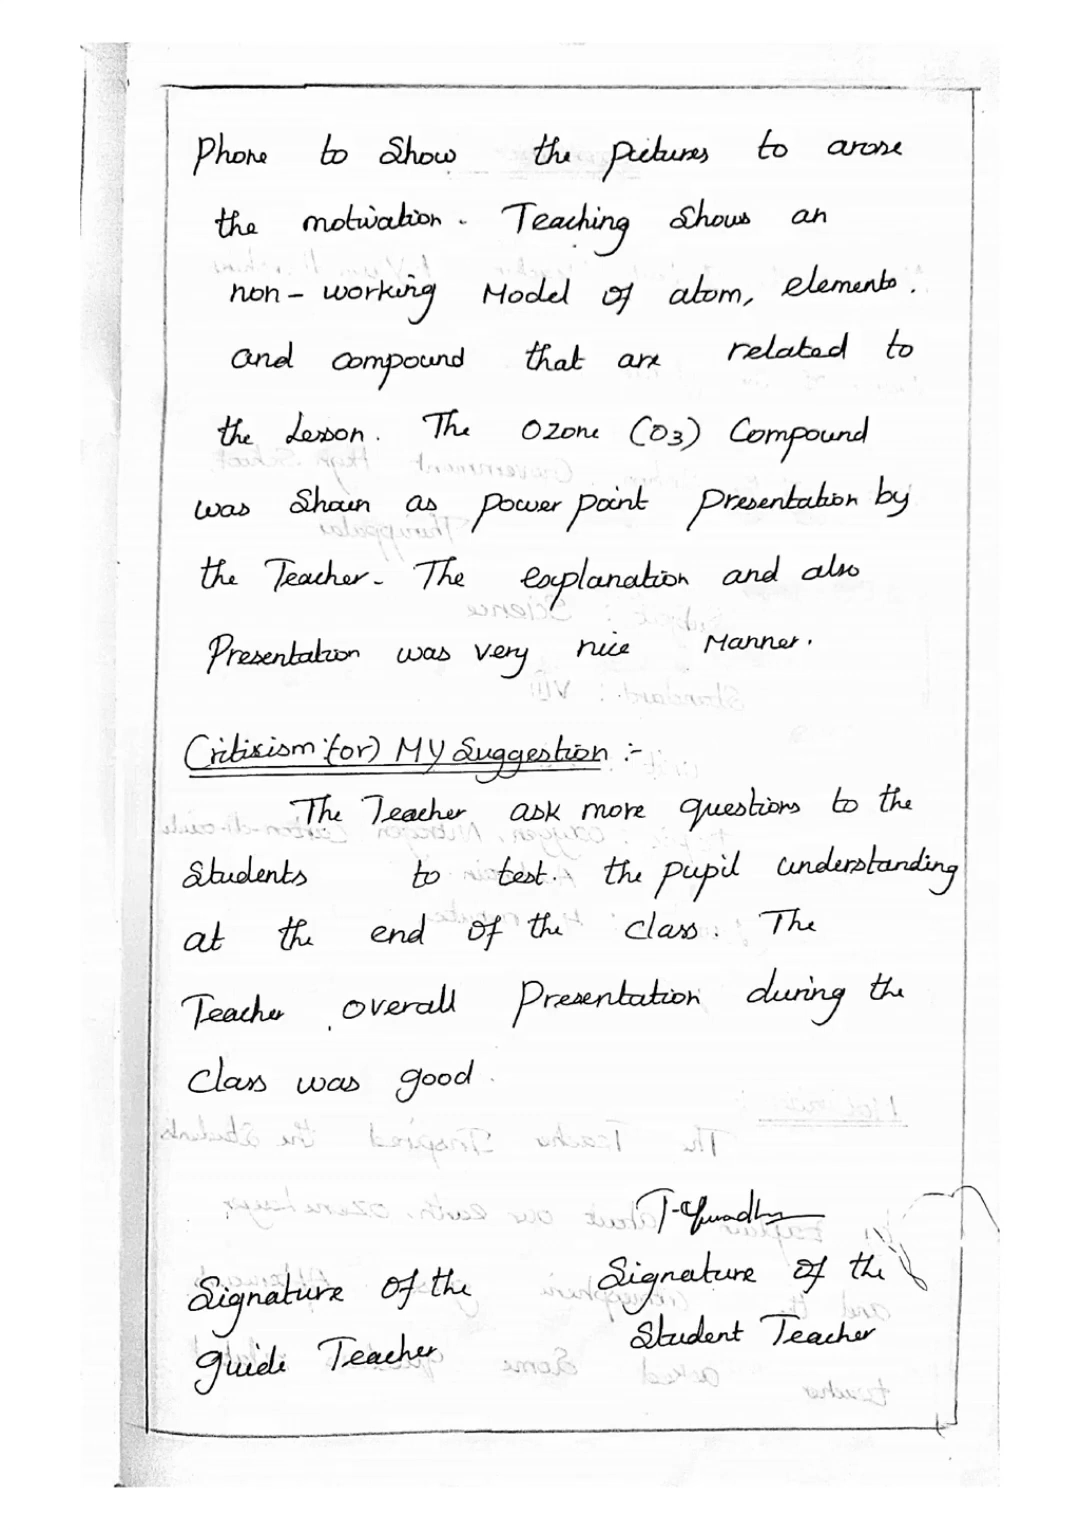 Phone to Show the pictures to arose
the motivation. Teaching shows an
non-working Model of atom, elements.
and compound that are related to
the Lesson. The Ozone (O3) Compound
was Shown as power point presentation by
the Teacher. The explanation and also
Presentation was very nice Manner.
Critisism (or) MY Suggestion :-
The Teacher ask more questions to the
Students to test. the pupil understanding
at the end of the class. The
Teacher overall Presentation during the
class was good.
Signature of the
Student Teacher
Signature of the
guide Teacher